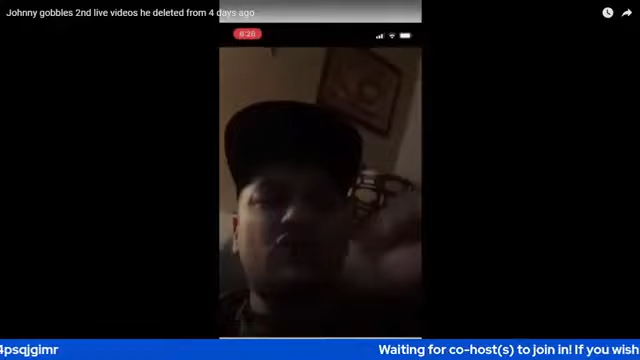 Johnny gobbles 2nd live videos he deleted from 4 days ago
6:26
4psqjgimr
Waiting for co-host(s) to join in! If you wish